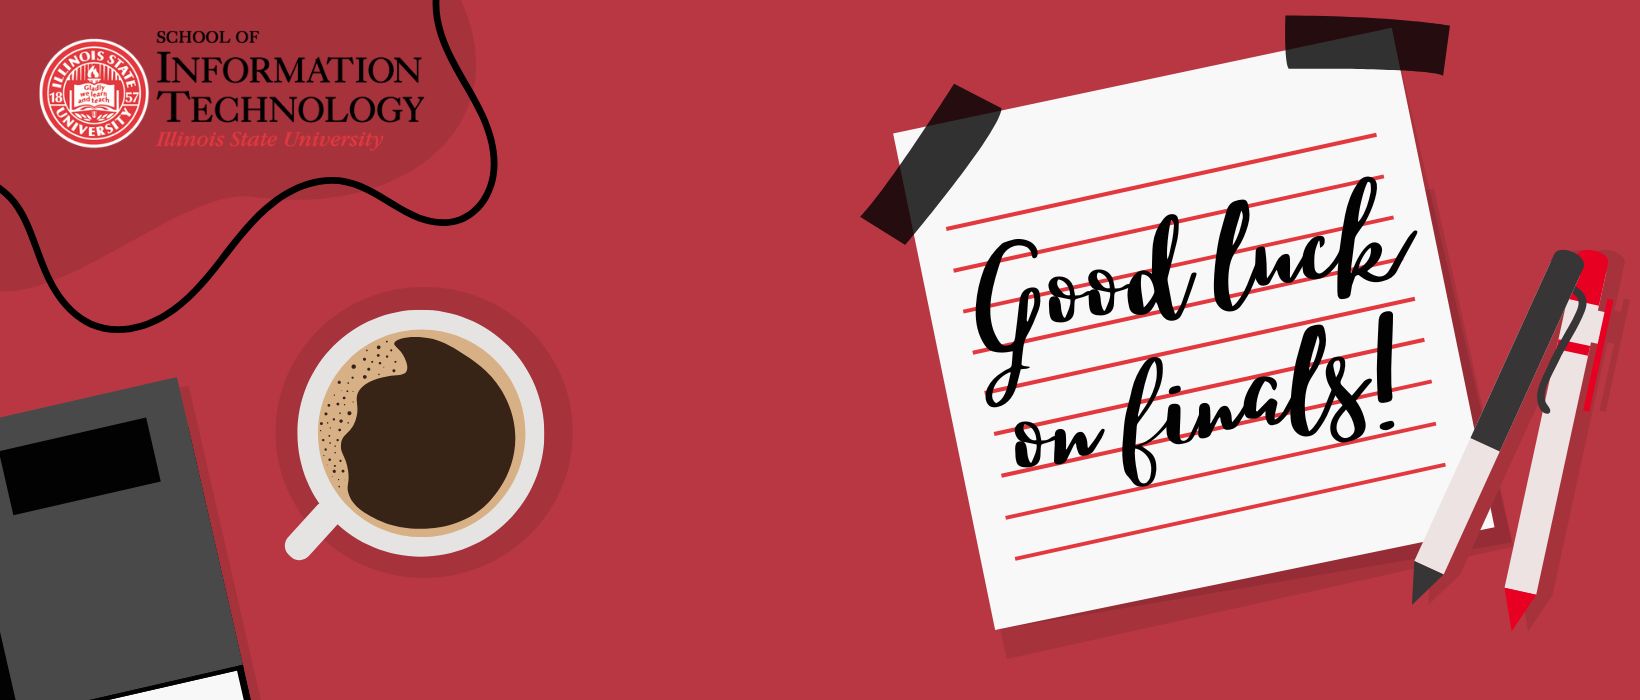 ILLINOIS STATE UNIVERSITY
18 57
Gladly
we learn
and teach
SCHOOL OF
INFORMATION
TECHNOLOGY
Illinois State University
Good luck
on finals!